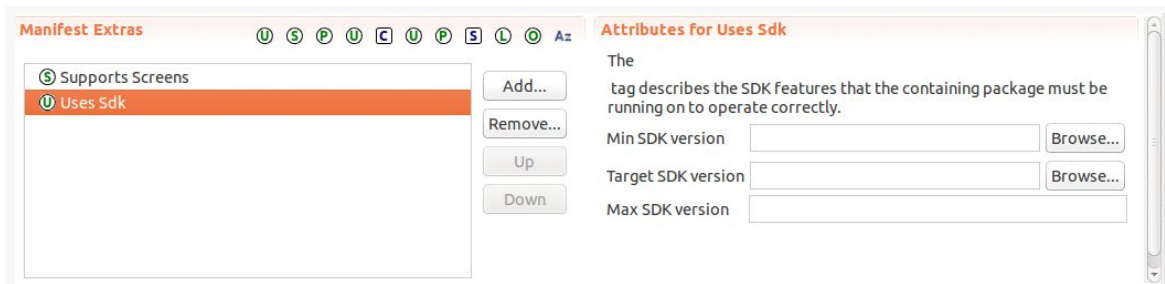 Manifest Extras
U S P U C U P S L O Az
S Supports Screens
U Uses Sdk
Add...
Remove...
Up
Down
Attributes for Uses Sdk
The
tag describes the SDK features that the containing package must be
running on to operate correctly.
Min SDK version
Browse...
Target SDK version
Browse...
Max SDK version